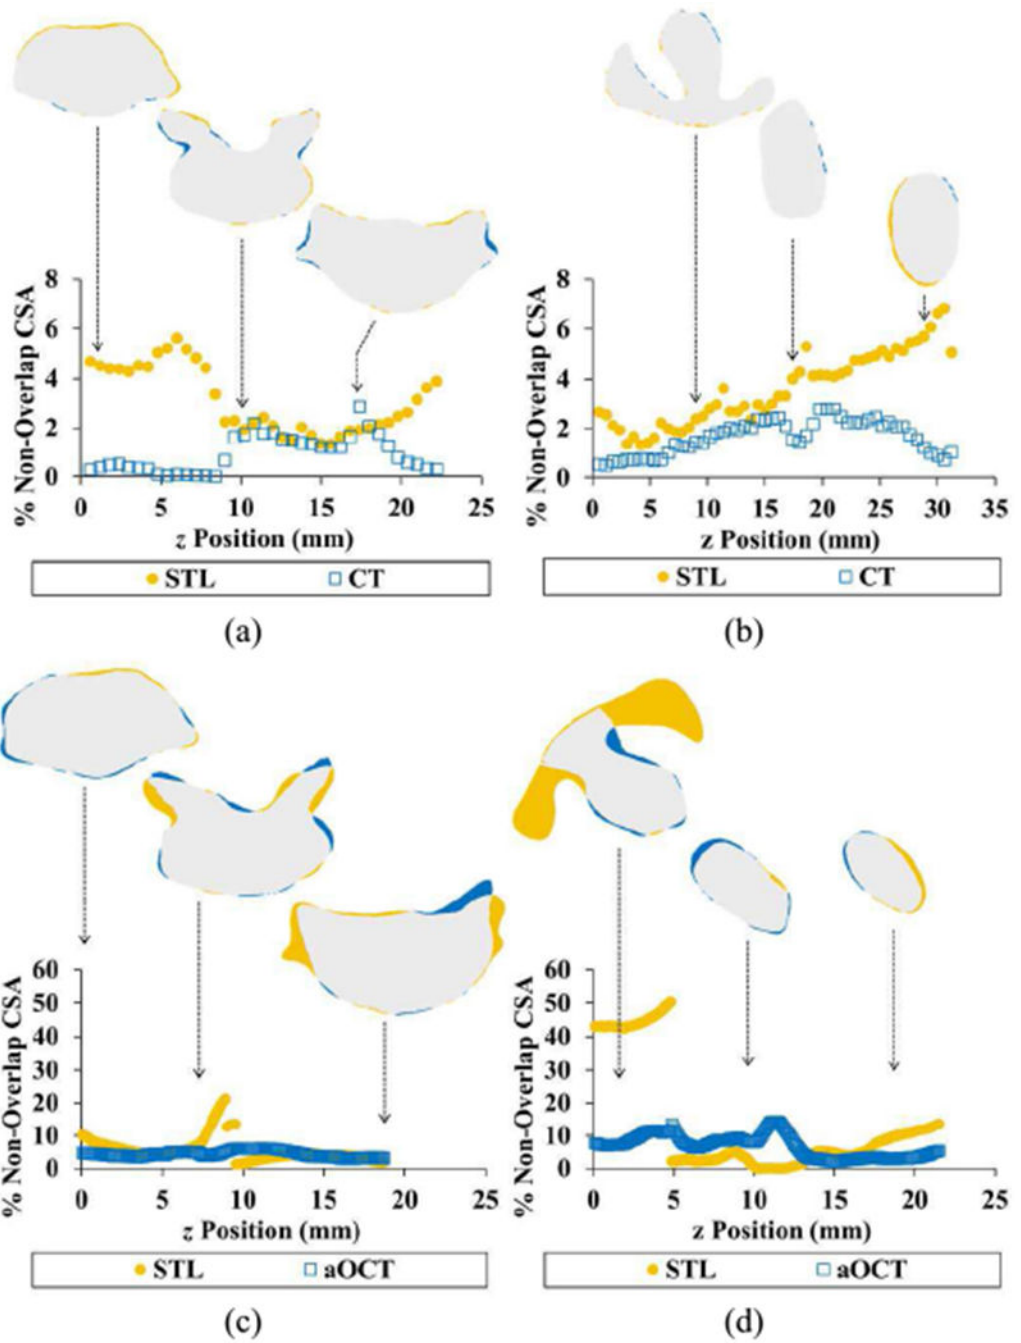 % Non-Overlap CSA
8
6
4
2
0
0 5 10 15 20 25
z Position (mm)
STL CT
(a)
% Non-Overlap CSA
8
6
4
2
0
0 5 10 15 20 25 30 35
z Position (mm)
STL CT
(b)
% Non-Overlap CSA
60
50
40
30
20
10
0
0 5 10 15 20 25
z Position (mm)
STL aOCT
(c)
% Non-Overlap CSA
60
50
40
30
20
10
0
0 5 10 15 20 25
z Position (mm)
STL aOCT
(d)